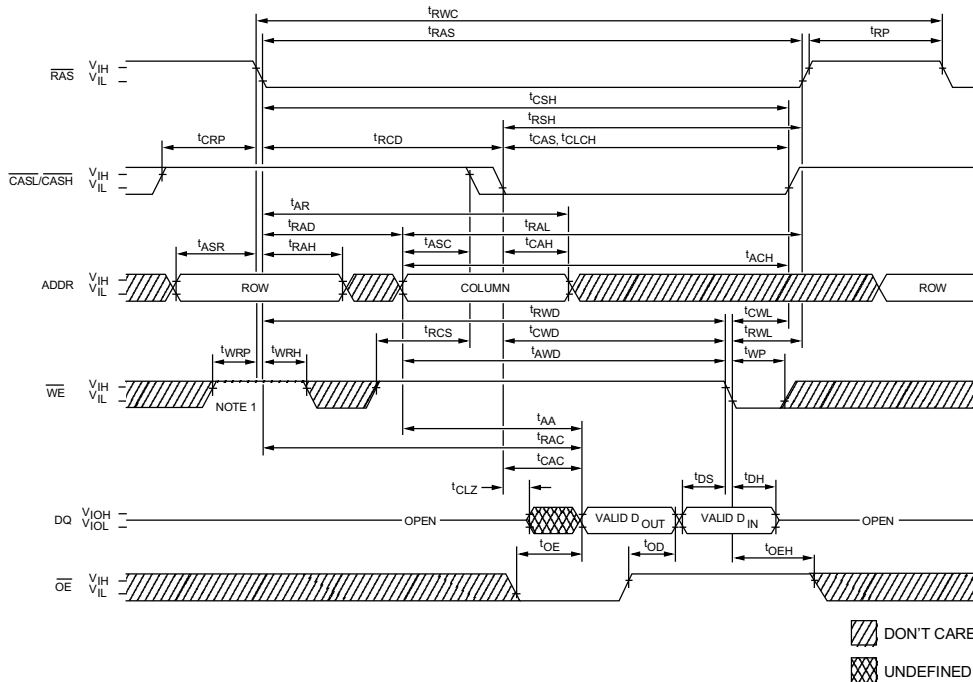 tRWC
tRAS tRP
RAS VIH
VIL
tCSH
tRSH
tCRP tRCD tCAS, tCLCH
CASL/CASH VIH
VIL
tAR
tRAD tRAL
tASR tRAH tASC tCAH
tACH
ADDR VIH
VIL
ROW COLUMN ROW
tRWD tCWL
tRCS tCWD tRWL
tWRP tWRH tAWD tWP
WE VIH
VIL
NOTE 1
tAA
tRAC
tCAC
tCLZ tDS tDH
DQ VIOH
VIOL
OPEN VALID DOUT VALID DIN OPEN
tOE tOD tOEH
OE VIH
VIL
DON'T CARE
UNDEFINED